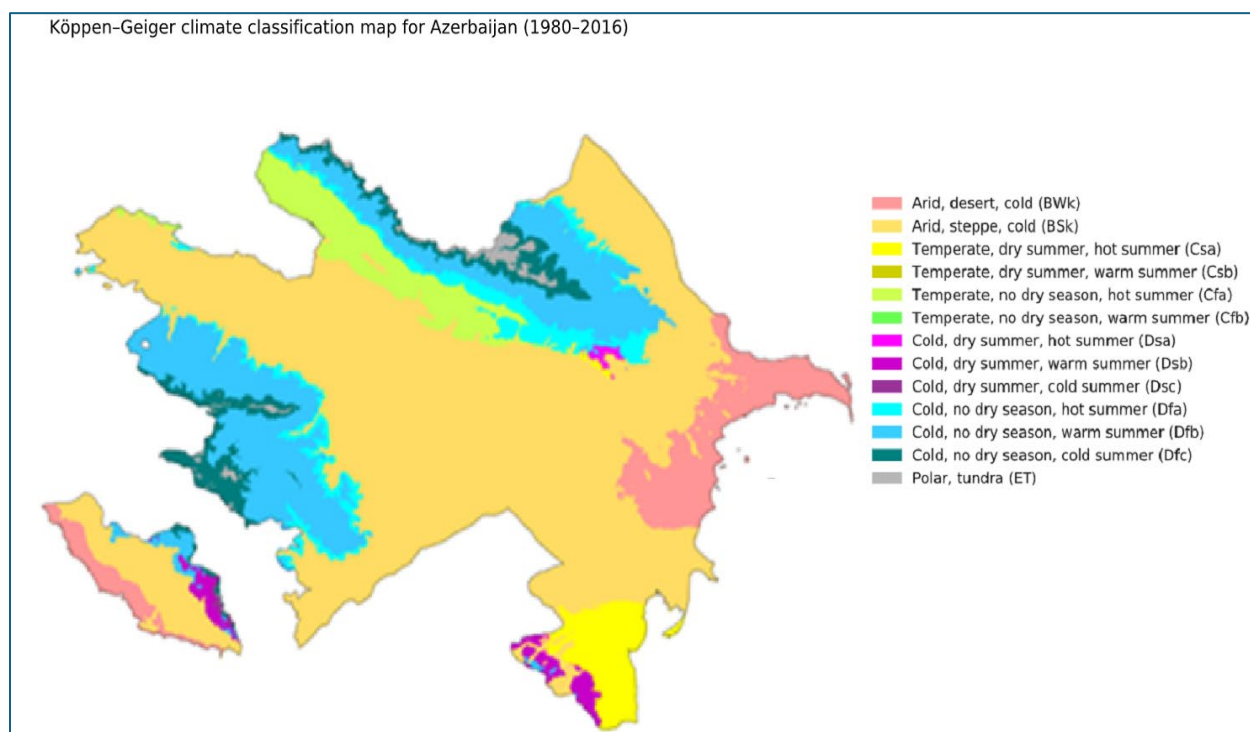 Köppen–Geiger climate classification map for Azerbaijan (1980–2016)
Arid, desert, cold (BWk)
Arid, steppe, cold (BSk)
Temperate, dry summer, hot summer (Csa)
Temperate, dry summer, warm summer (Csb)
Temperate, no dry season, hot summer (Cfa)
Temperate, no dry season, warm summer (Cfb)
Cold, dry summer, hot summer (Dsa)
Cold, dry summer, warm summer (Dsb)
Cold, dry summer, cold summer (Dsc)
Cold, no dry season, hot summer (Dfa)
Cold, no dry season, warm summer (Dfb)
Cold, no dry season, cold summer (Dfc)
Polar, tundra (ET)